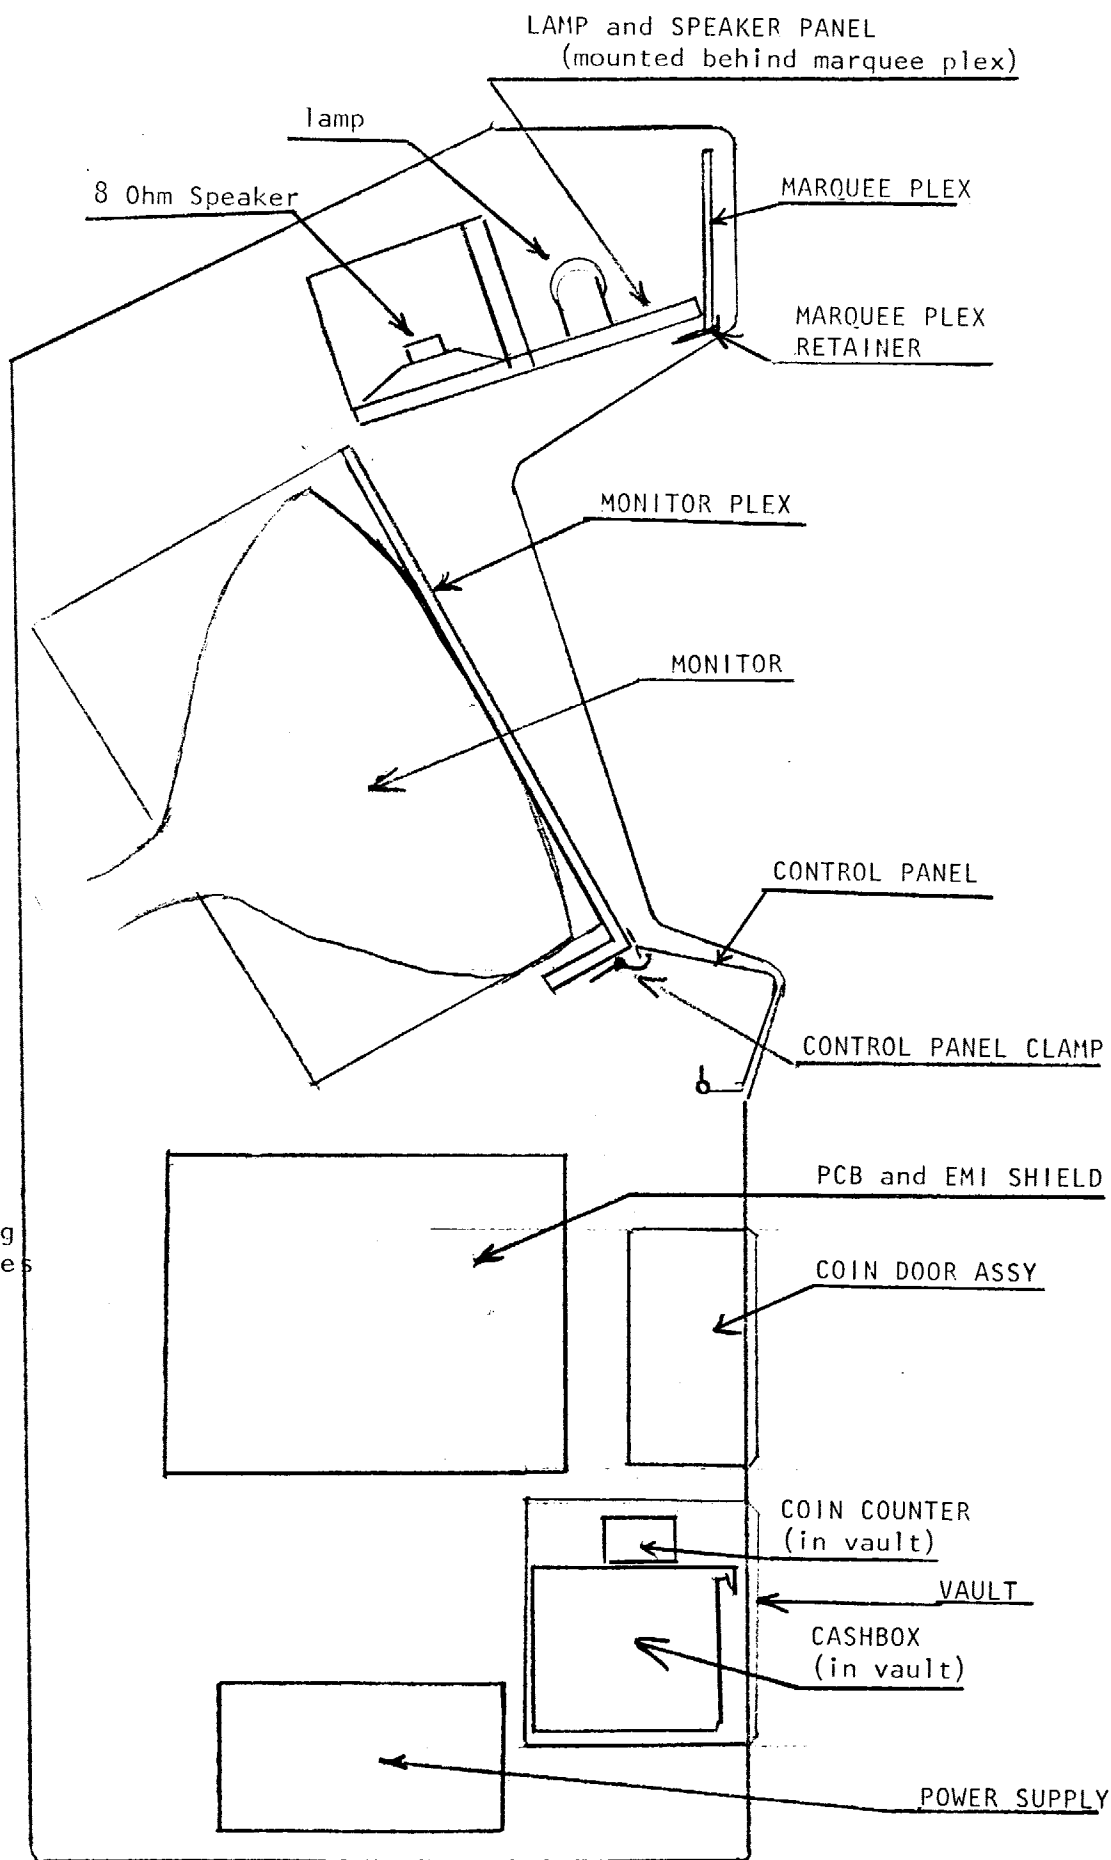 LAMP and SPEAKER PANEL
(mounted behind marquee plex)
lamp
8 Ohm Speaker
MARQUEE PLEX
MARQUEE PLEX
RETAINER
MONITOR PLEX
MONITOR
CONTROL PANEL
CONTROL PANEL CLAMP
PCB and EMI SHIELD
g
es
COIN DOOR ASSY
COIN COUNTER
(in vault)
VAULT
CASHBOX
(in vault)
POWER SUPPLY